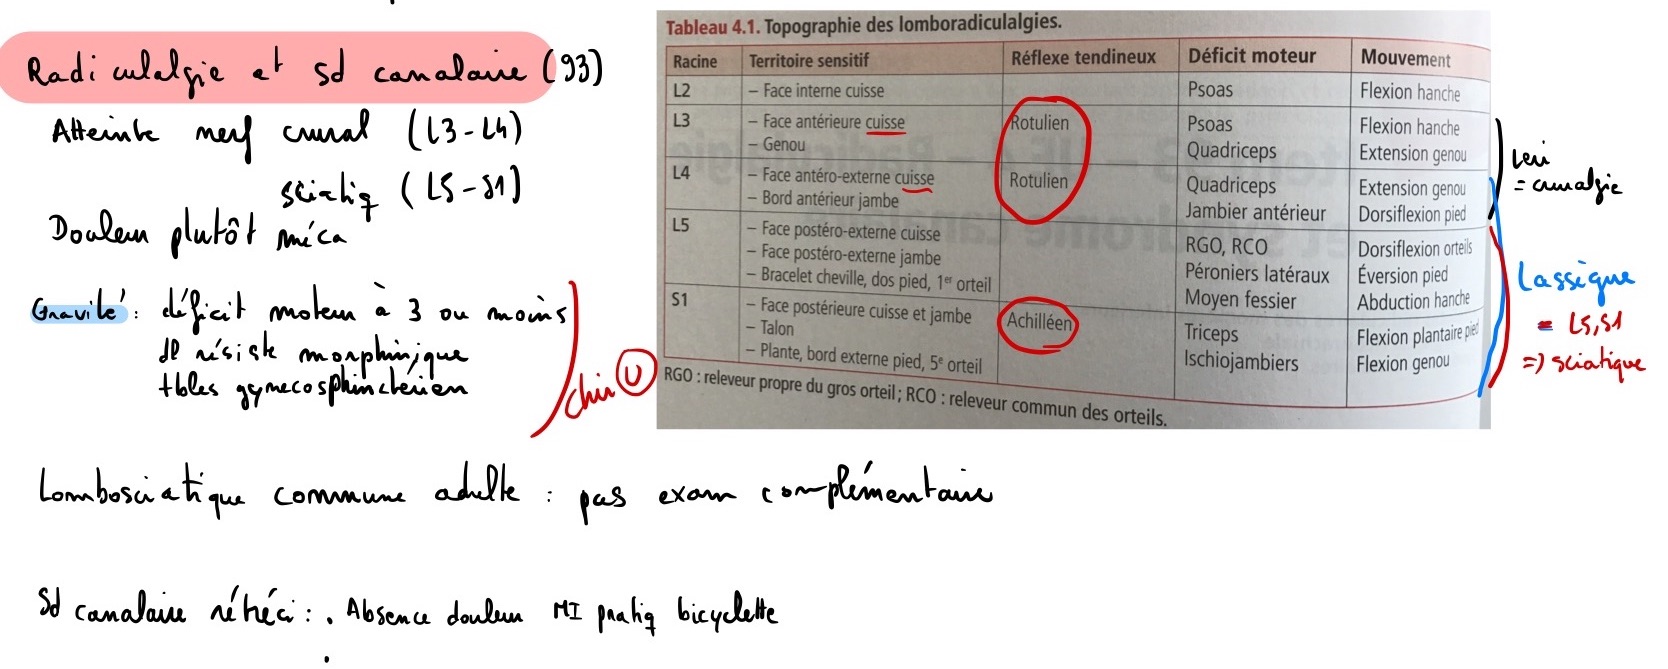 Radiculalgie et sd canalaire (93)
Atteinte nerf crural (L3-L4)
sciatiq (L5-S1)
Douleur plutôt méca
Gravité : déficit moteur à 3 ou moins
dl résiste morphinique
tbles gynecosphinctérien
chir U
Tableau 4.1. Topographie des lomboradiculalgies.
Racine Territoire sensitif Réflexe tendineux Déficit moteur Mouvement
L2 – Face interne cuisse Psoas Flexion hanche
L3 – Face antérieure cuisse Rotulien Psoas Flexion hanche
– Genou Quadriceps Extension genou
L4 – Face antéro-externe cuisse Rotulien Quadriceps Extension genou
– Bord antérieur jambe Jambier antérieur Dorsiflexion pied
L5 – Face postéro-externe cuisse RGO, RCO Dorsiflexion orteils
– Face postéro-externe jambe Péroniers latéraux Éversion pied
– Bracelet cheville, dos pied, 1er orteil Moyen fessier Abduction hanche
S1 – Face postérieure cuisse et jambe Achilléen Triceps Flexion plantaire pied
– Talon Ischiojambiers Flexion genou
– Plante, bord externe pied, 5e orteil
RGO : releveur propre du gros orteil ; RCO : releveur commun des orteils.
Leri
= cruralgie
Lassigue
= L5, S1
=> sciatique
Lombosciatique commune adulte : pas exam complémentaire
Sd canalaire rétréci : . Absence douleur MI pratiq bicyclette
.